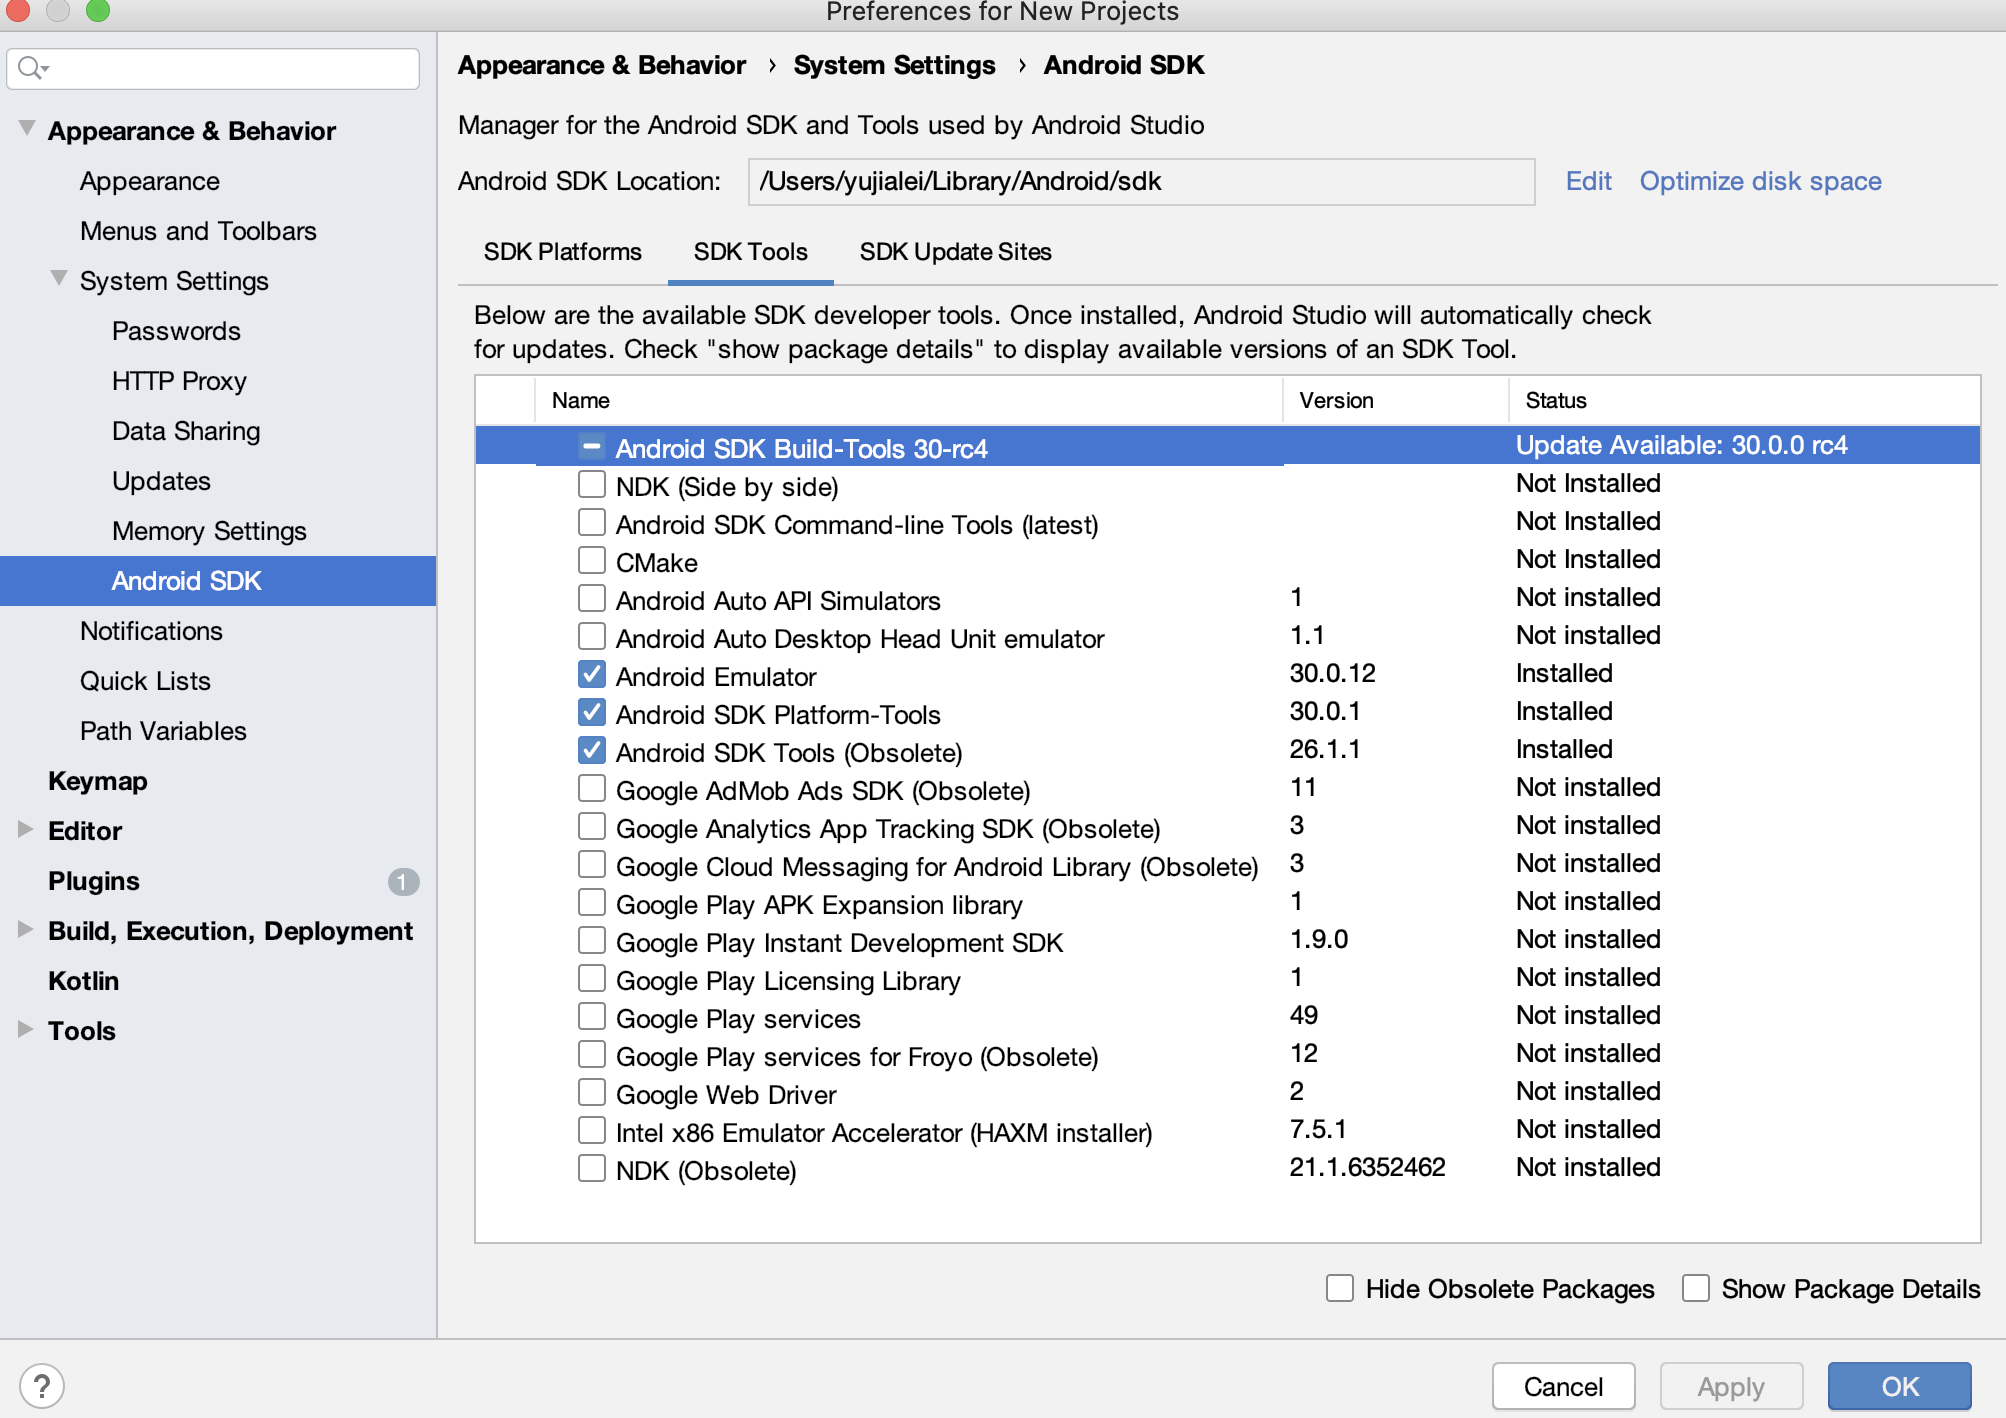 Preferences for New Projects
Appearance & Behavior
Appearance
Menus and Toolbars
System Settings
Passwords
HTTP Proxy
Data Sharing
Updates
Memory Settings
Android SDK
Notifications
Quick Lists
Path Variables
Keymap
Editor
Plugins 1
Build, Execution, Deployment
Kotlin
Tools
Appearance & Behavior › System Settings › Android SDK
Manager for the Android SDK and Tools used by Android Studio
Android SDK Location: /Users/yujialei/Library/Android/sdk Edit Optimize disk space
SDK Platforms SDK Tools SDK Update Sites
Below are the available SDK developer tools. Once installed, Android Studio will automatically check
for updates. Check "show package details" to display available versions of an SDK Tool.
Name Version Status
Android SDK Build-Tools 30-rc4 Update Available: 30.0.0 rc4
NDK (Side by side) Not Installed
Android SDK Command-line Tools (latest) Not Installed
CMake Not Installed
Android Auto API Simulators 1 Not installed
Android Auto Desktop Head Unit emulator 1.1 Not installed
Android Emulator 30.0.12 Installed
Android SDK Platform-Tools 30.0.1 Installed
Android SDK Tools (Obsolete) 26.1.1 Installed
Google AdMob Ads SDK (Obsolete) 11 Not installed
Google Analytics App Tracking SDK (Obsolete) 3 Not installed
Google Cloud Messaging for Android Library (Obsolete) 3 Not installed
Google Play APK Expansion library 1 Not installed
Google Play Instant Development SDK 1.9.0 Not installed
Google Play Licensing Library 1 Not installed
Google Play services 49 Not installed
Google Play services for Froyo (Obsolete) 12 Not installed
Google Web Driver 2 Not installed
Intel x86 Emulator Accelerator (HAXM installer) 7.5.1 Not installed
NDK (Obsolete) 21.1.6352462 Not installed
Hide Obsolete Packages Show Package Details
? Cancel Apply OK